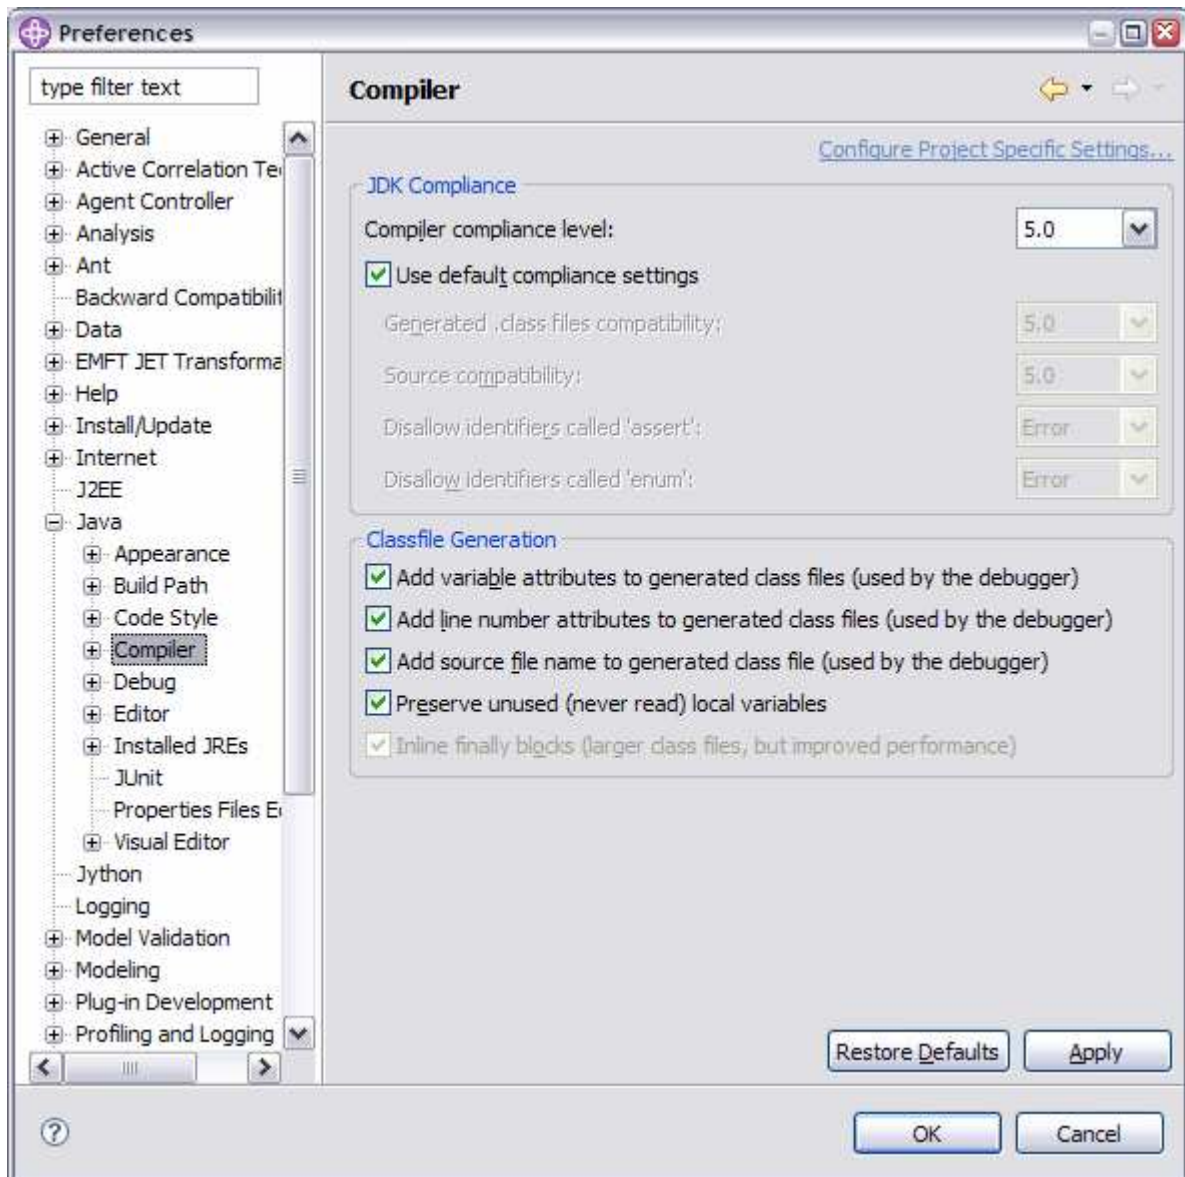 Preferences
type filter text
General
Active Correlation Te
Agent Controller
Analysis
Ant
Backward Compatibilit
Data
EMFT JET Transforma
Help
Install/Update
Internet
J2EE
Java
Appearance
Build Path
Code Style
Compiler
Debug
Editor
Installed JREs
JUnit
Properties Files E
Visual Editor
Jython
Logging
Model Validation
Modeling
Plug-in Development
Profiling and Logging
Compiler
Configure Project Specific Settings...
JDK Compliance
Compiler compliance level: 5.0
Use default compliance settings
Generated .class files compatibility: 5.0
Source compatibility: 5.0
Disallow identifiers called 'assert': Error
Disallow identifiers called 'enum': Error
Classfile Generation
Add variable attributes to generated class files (used by the debugger)
Add line number attributes to generated class files (used by the debugger)
Add source file name to generated class file (used by the debugger)
Preserve unused (never read) local variables
Inline finally blocks (larger class files, but improved performance)
Restore Defaults Apply
OK Cancel